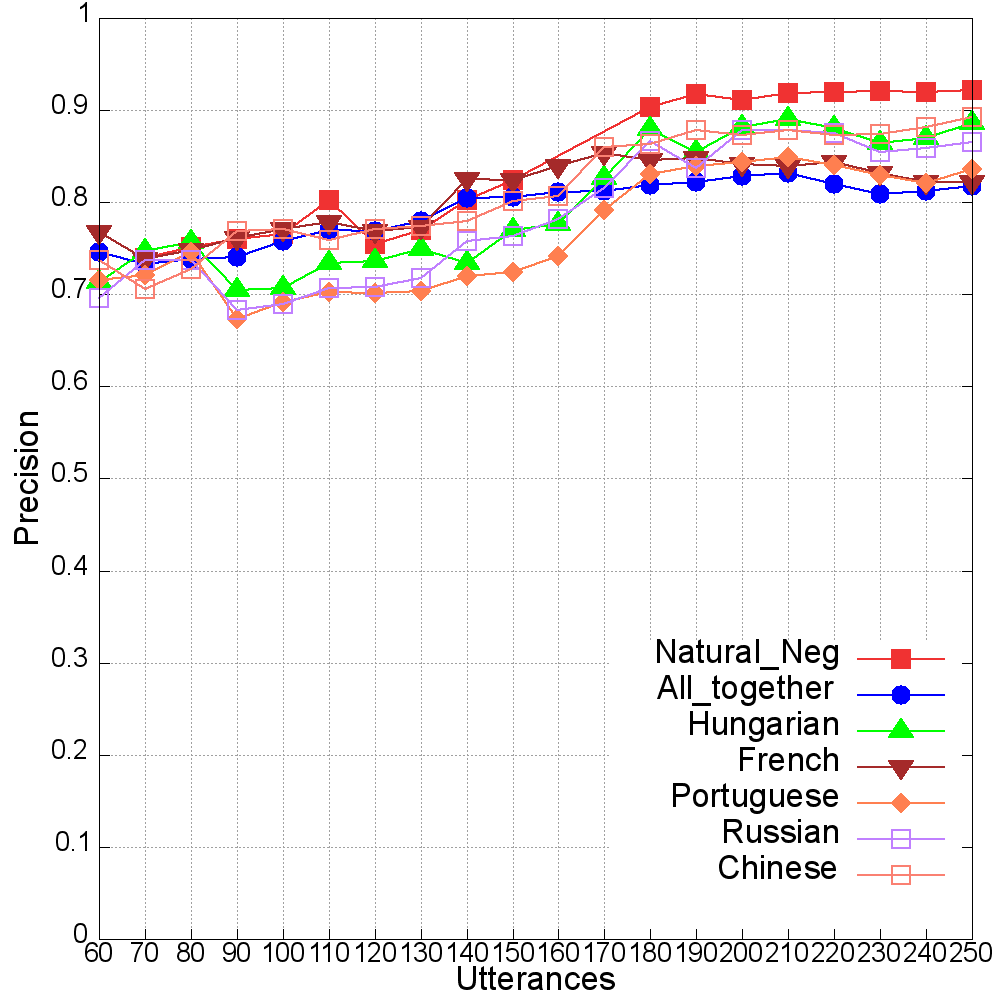 1
0.9
0.8
0.7
0.6
0.5
0.4
0.3
0.2
0.1
0
Precision
Natural_Neg
All_together
Hungarian
French
Portuguese
Russian
Chinese
60 70 80 90 100 110 120 130 140 150 160 170 180 190 200 210 220 230 240 250
Utterances